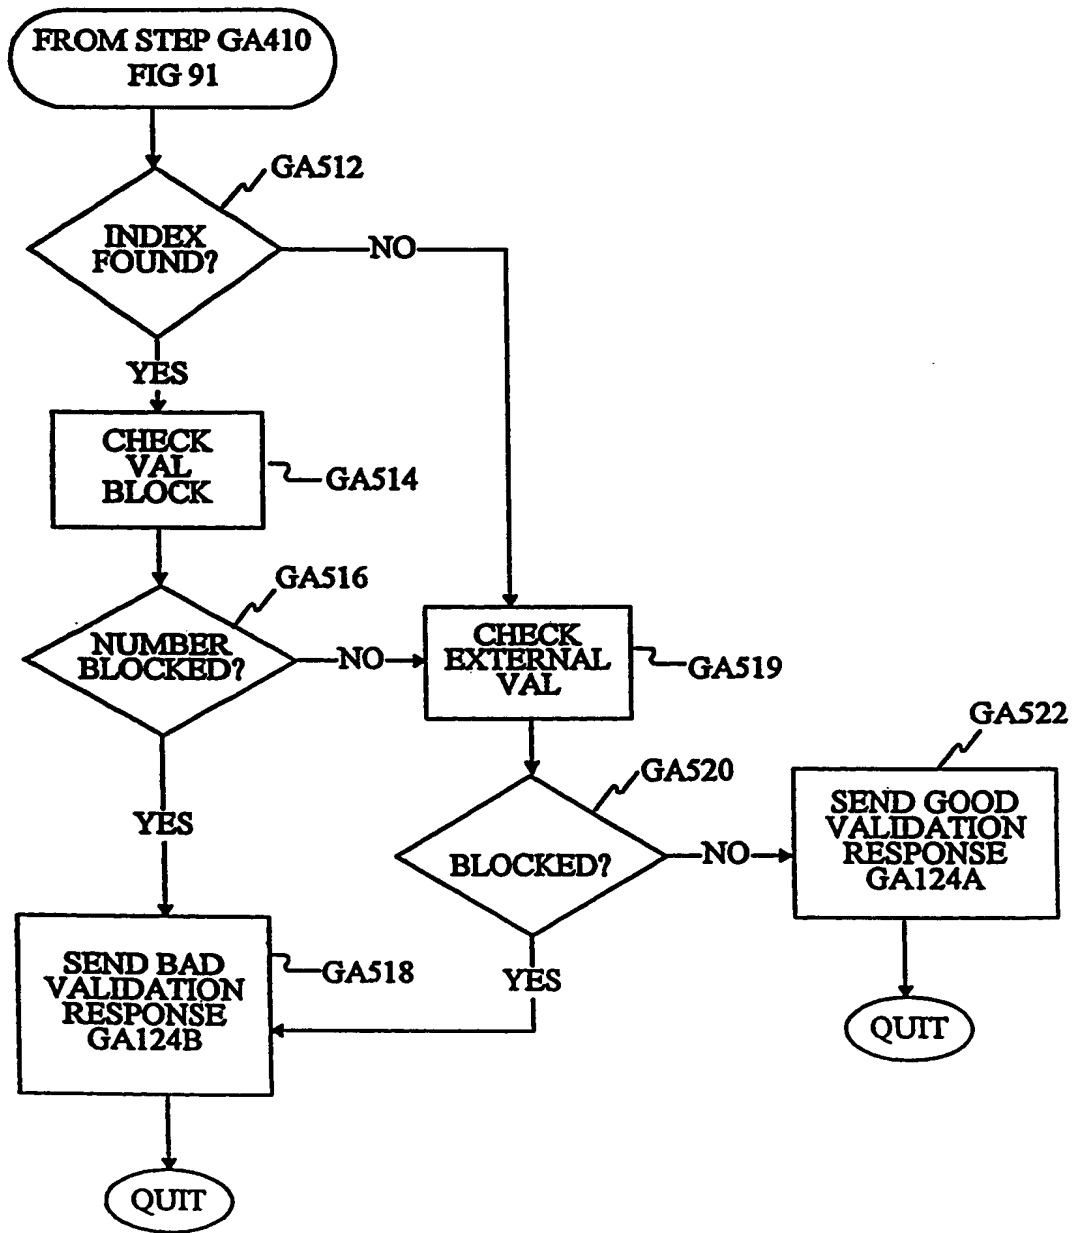 FROM STEP GA410
FIG 91
GA512
INDEX
FOUND?
NO
YES
CHECK
VAL
BLOCK
GA514
GA516
NUMBER
BLOCKED?
NO
CHECK
EXTERNAL
VAL
GA519
GA522
GA520
SEND GOOD
VALIDATION
RESPONSE
GA124A
YES
BLOCKED?
NO
SEND BAD
VALIDATION
RESPONSE
GA124B
GA518
YES
QUIT
QUIT